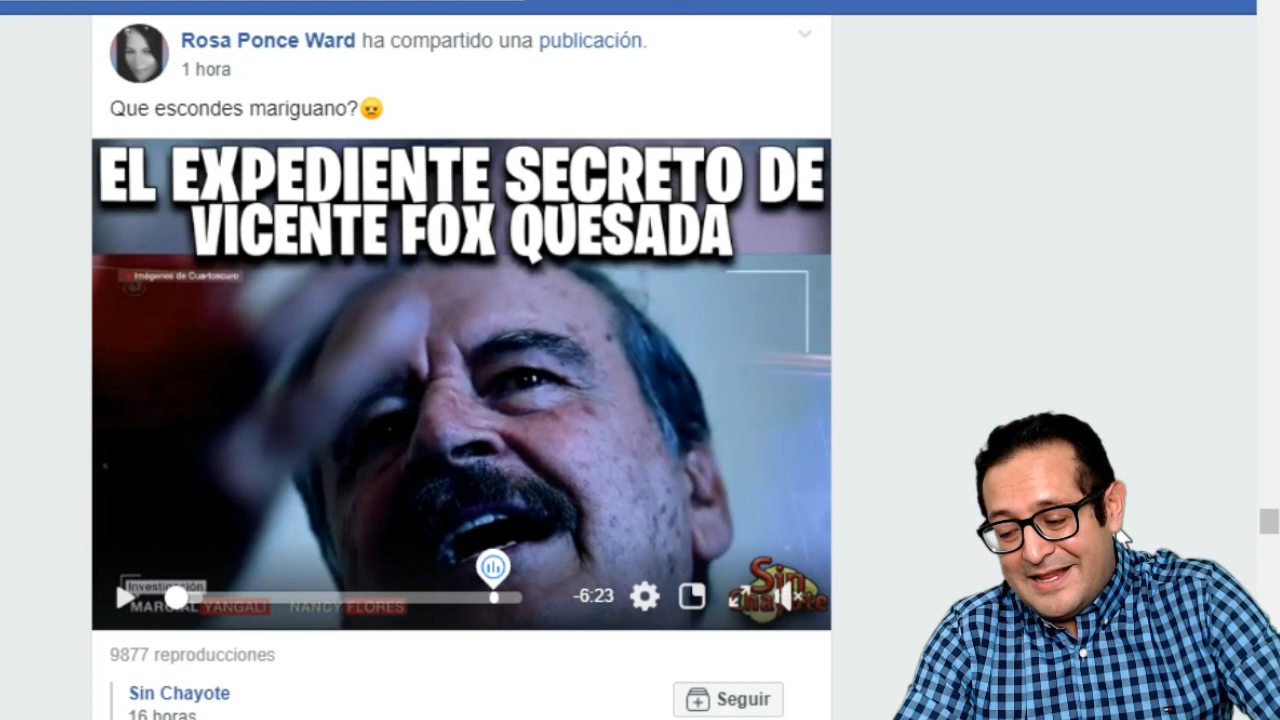 Rosa Ponce Ward ha compartido una publicación.
1 hora
Que escondes mariguano?
EL EXPEDIENTE SECRETO DE
VICENTE FOX QUESADA
Imágenes de Cuartoscuro
Investigación
MARCIAL YANGALI NANCY FLORES
-6:23
Sin Chayote
9877 reproducciones
Sin Chayote
Seguir
16 horas